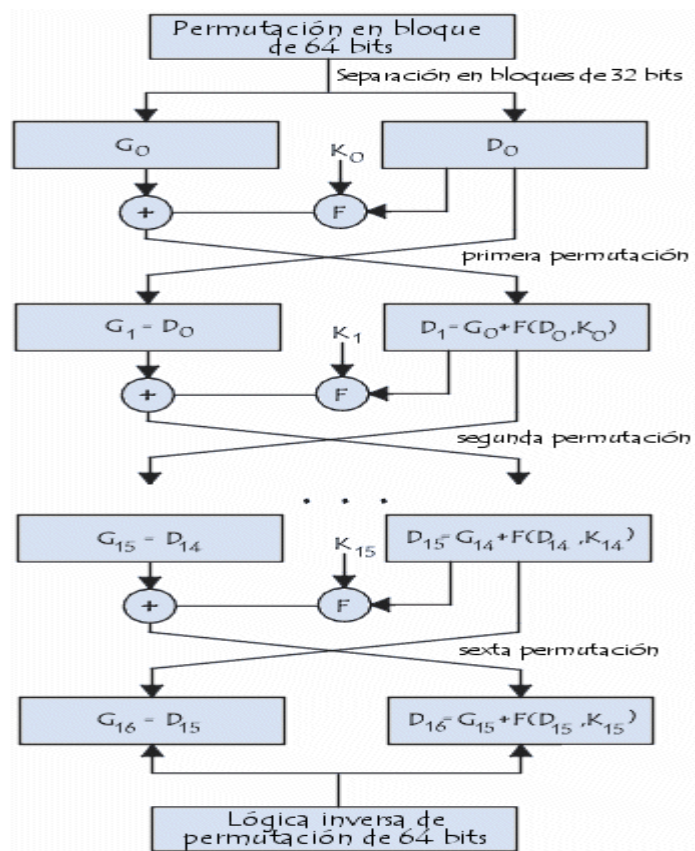 Permutación en bloque
de 64 bits
Separación en bloques de 32 bits
G₀
K₀
D₀
+
F
primera permutación
G₁ = D₀
K₁
D₁=G₀+F(D₀,K₀)
+
F
segunda permutación
. . .
G₁₅ = D₁₄
K₁₅
D₁₅=G₁₄+F(D₁₄,K₁₄)
+
F
sexta permutación
G₁₆ = D₁₅
D₁₆=G₁₅+F(D₁₅,K₁₅)
Lógica inversa de
permutación de 64 bits